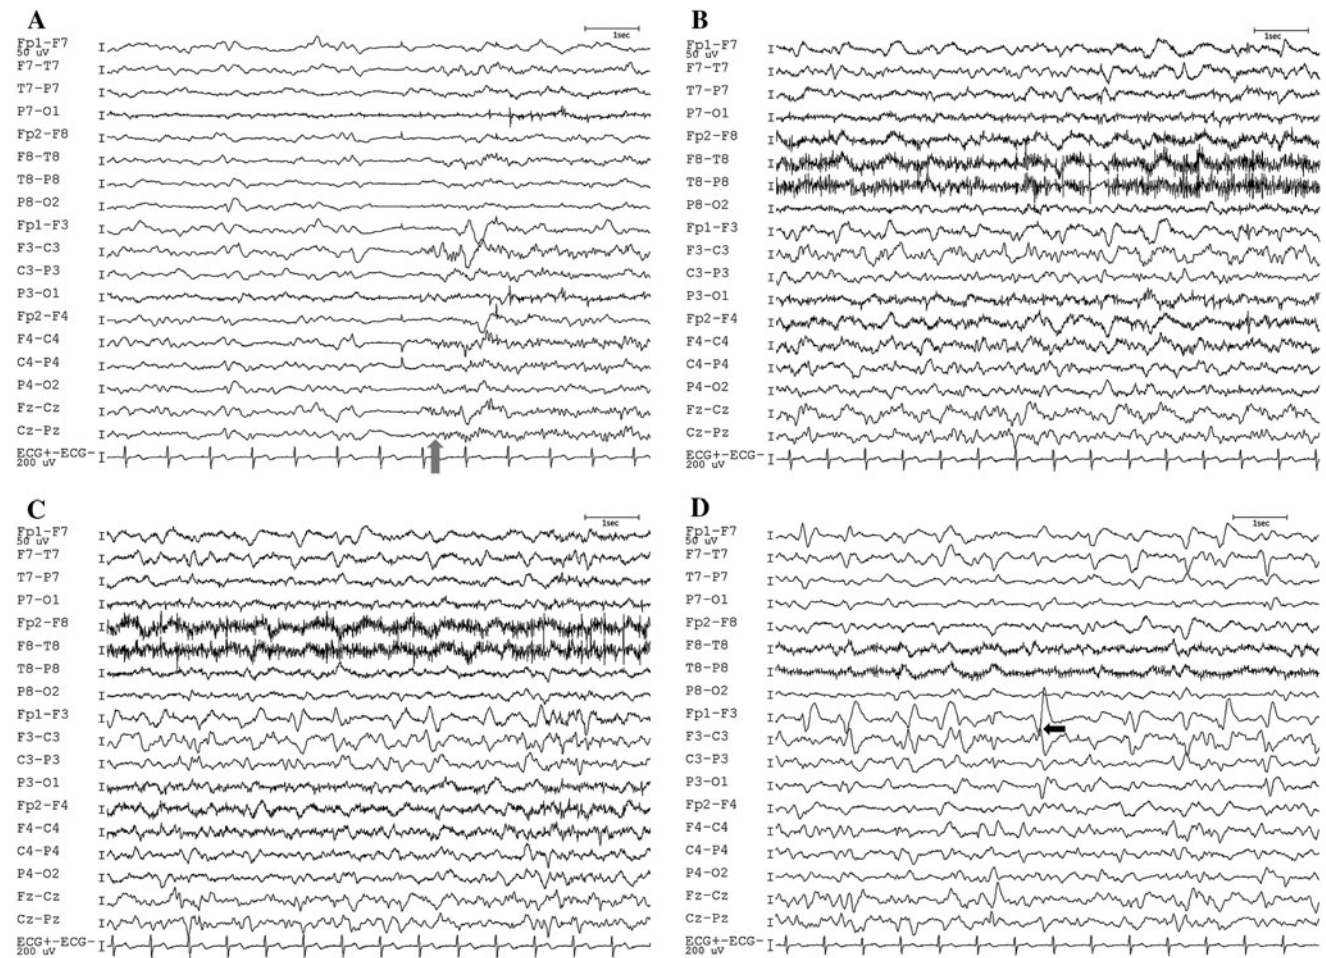 A
1sec
Fp1-F7
50 uV
F7-T7
T7-P7
P7-O1
Fp2-F8
F8-T8
T8-P8
P8-O2
Fp1-F3
F3-C3
C3-P3
P3-O1
Fp2-F4
F4-C4
C4-P4
P4-O2
Fz-Cz
Cz-Pz
ECG+-ECG-
200 uV
B
1sec
Fp1-F7
50 uV
F7-T7
T7-P7
P7-O1
Fp2-F8
F8-T8
T8-P8
P8-O2
Fp1-F3
F3-C3
C3-P3
P3-O1
Fp2-F4
F4-C4
C4-P4
P4-O2
Fz-Cz
Cz-Pz
ECG+-ECG-
200 uV
C
1sec
Fp1-F7
50 uV
F7-T7
T7-P7
P7-O1
Fp2-F8
F8-T8
T8-P8
P8-O2
Fp1-F3
F3-C3
C3-P3
P3-O1
Fp2-F4
F4-C4
C4-P4
P4-O2
Fz-Cz
Cz-Pz
ECG+-ECG-
200 uV
D
1sec
Fp1-F7
50 uV
F7-T7
T7-P7
P7-O1
Fp2-F8
F8-T8
T8-P8
P8-O2
Fp1-F3
F3-C3
C3-P3
P3-O1
Fp2-F4
F4-C4
C4-P4
P4-O2
Fz-Cz
Cz-Pz
ECG+-ECG-
200 uV